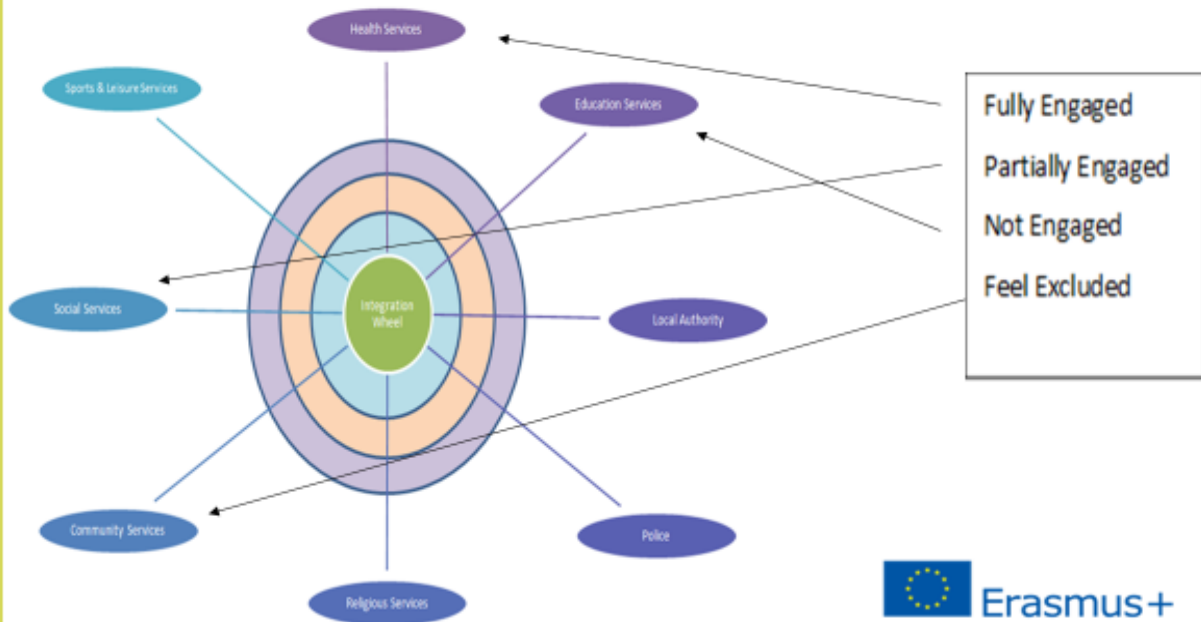 Health Services
Sports & Leisure Services
Education Services
Fully Engaged
Partially Engaged
Not Engaged
Feel Excluded
Social Services
Integration
Wheel
Local Authority
Community Services
Police
Religious Services
Erasmus+